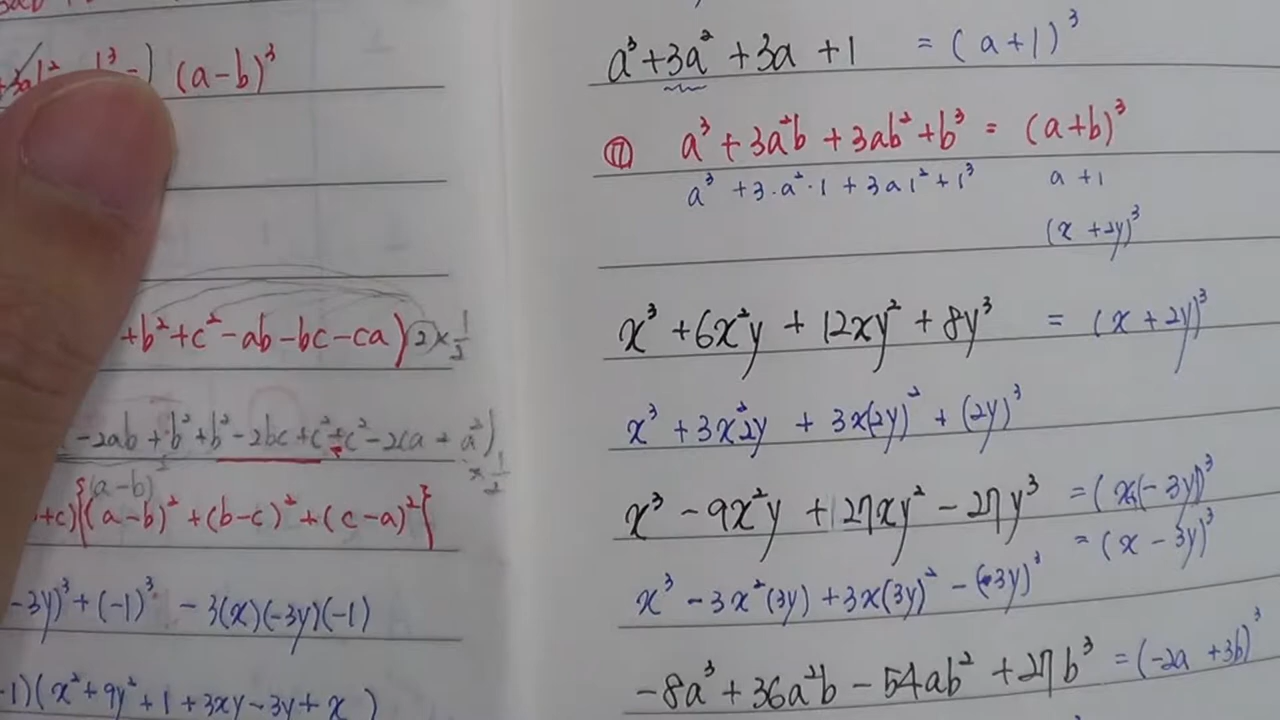 (a-b)³
+b²+c²-ab-bc-ca) 2 × 1/2
-2ab+b²+b²-2bc+c²+c²-2ca+a²)
× 1/2
(a-b)²
+c){(a-b)²+(b-c)²+(c-a)²}
-3y)³+(-1)³ -3(x)(-3y)(-1)
-1)(x²+9y²+1+3xy-3y+x)
a³+3a²+3a+1 = (a+1)³
a³+3a²b+3ab²+b³ = (a+b)³
a³+3·a²·1+3a1²+1³ a+1
(x+2y)³
x³+6x²y+12xy²+8y³ = (x+2y)³
x³+3x²2y+3x(2y)²+(2y)³
x³-9x²y+27xy²-27y³ = (x(-3y))³
= (x-3y)³
x³-3x²(3y)+3x(3y)²-(3y)³
-8a³+36a²b-54ab²+27b³ = (-2a+3b)³